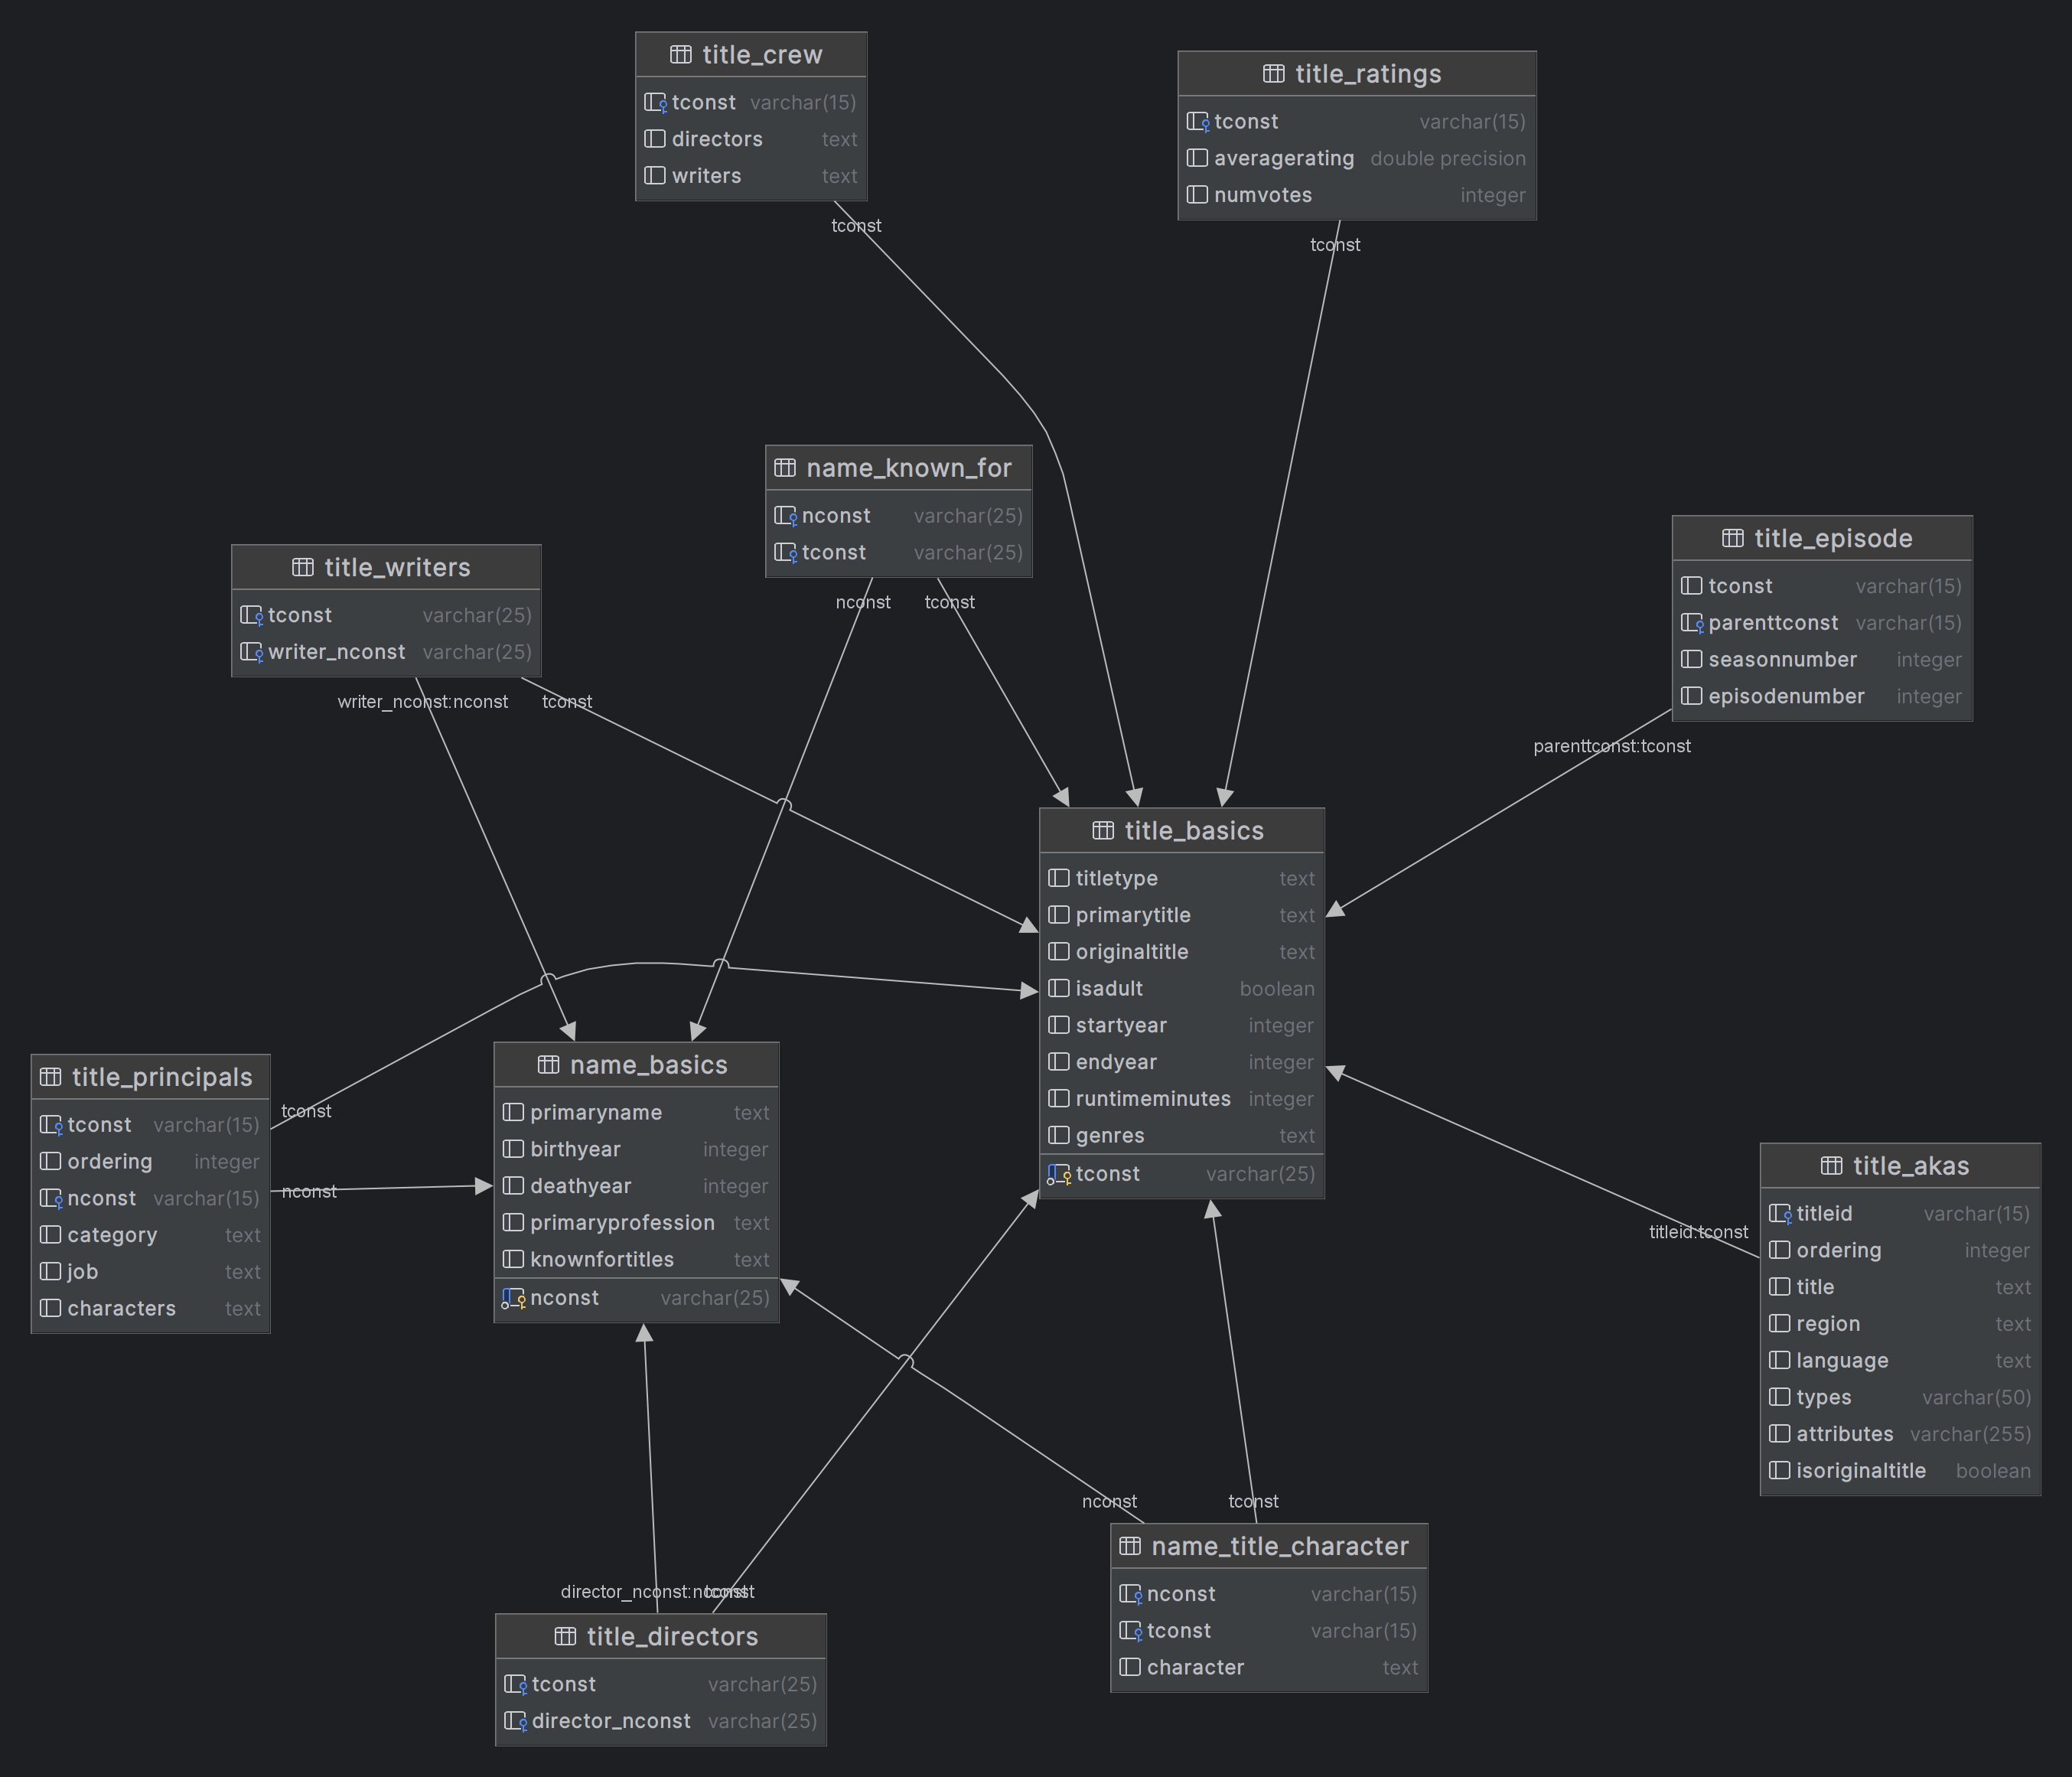 title_crew
tconst varchar(15)
directors text
writers text
tconst
title_ratings
tconst varchar(15)
averagerating double precision
numvotes integer
tconst
name_known_for
nconst varchar(25)
tconst varchar(25)
nconst tconst
title_writers
tconst varchar(25)
writer_nconst varchar(25)
writer_nconst:nconst tconst
title_episode
tconst varchar(15)
parenttconst varchar(15)
seasonnumber integer
episodenumber integer
parenttconst:tconst
title_basics
titletype text
primarytitle text
originaltitle text
isadult boolean
startyear integer
endyear integer
runtimeminutes integer
genres text
tconst varchar(25)
title_principals
tconst varchar(15)
ordering integer
nconst varchar(15)
category text
job text
characters text
tconst
nconst
name_basics
primaryname text
birthyear integer
deathyear integer
primaryprofession text
knownfortitles text
nconst varchar(25)
title_akas
titleid varchar(15)
ordering integer
title text
region text
language text
types varchar(50)
attributes varchar(255)
isoriginaltitle boolean
titleid:tconst
nconst tconst
name_title_character
nconst varchar(15)
tconst varchar(15)
character text
director_nconst:nconst tconst
title_directors
tconst varchar(25)
director_nconst varchar(25)